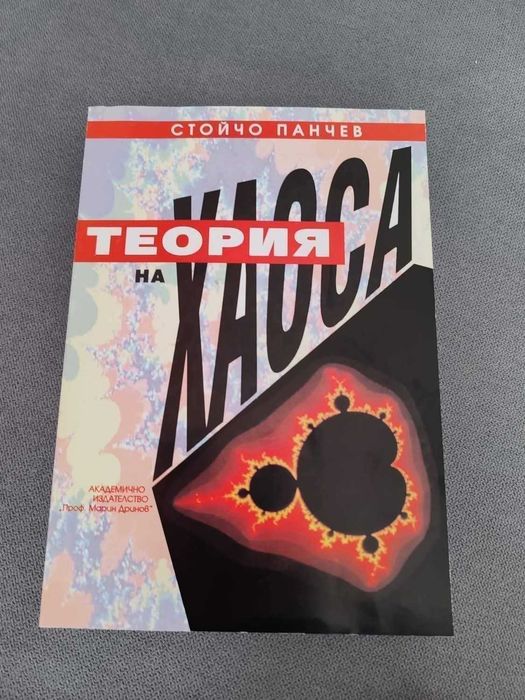 СТОЙЧО ПАНЧЕВ
ТЕОРИЯ
НА
ХАОСА
АКАДЕМИЧНО
ИЗДАТЕЛСТВО
„Проф. Марин Дринов“